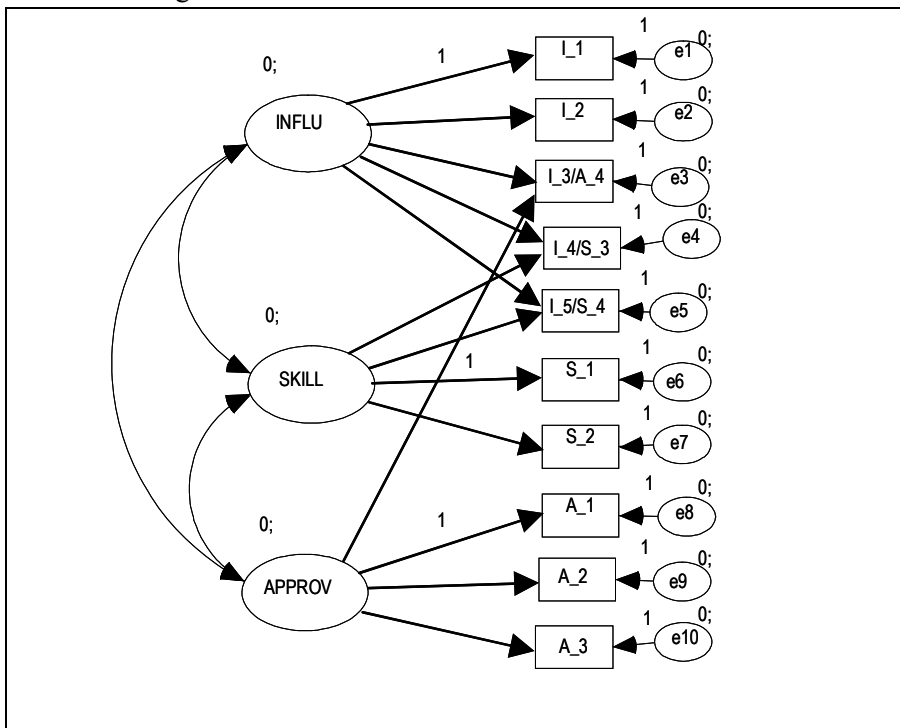 1 0;
0; 1 I_1 e1
1 0;
INFLU I_2 e2
1 0;
I_3/A_4 e3
1 0;
I_4/S_3 e4
1 0;
0; I_5/S_4 e5
1 0;
SKILL 1 S_1 e6
1 0;
S_2 e7
1 0;
0; 1 A_1 e8
1 0;
APPROV A_2 e9
1 0;
A_3 e10